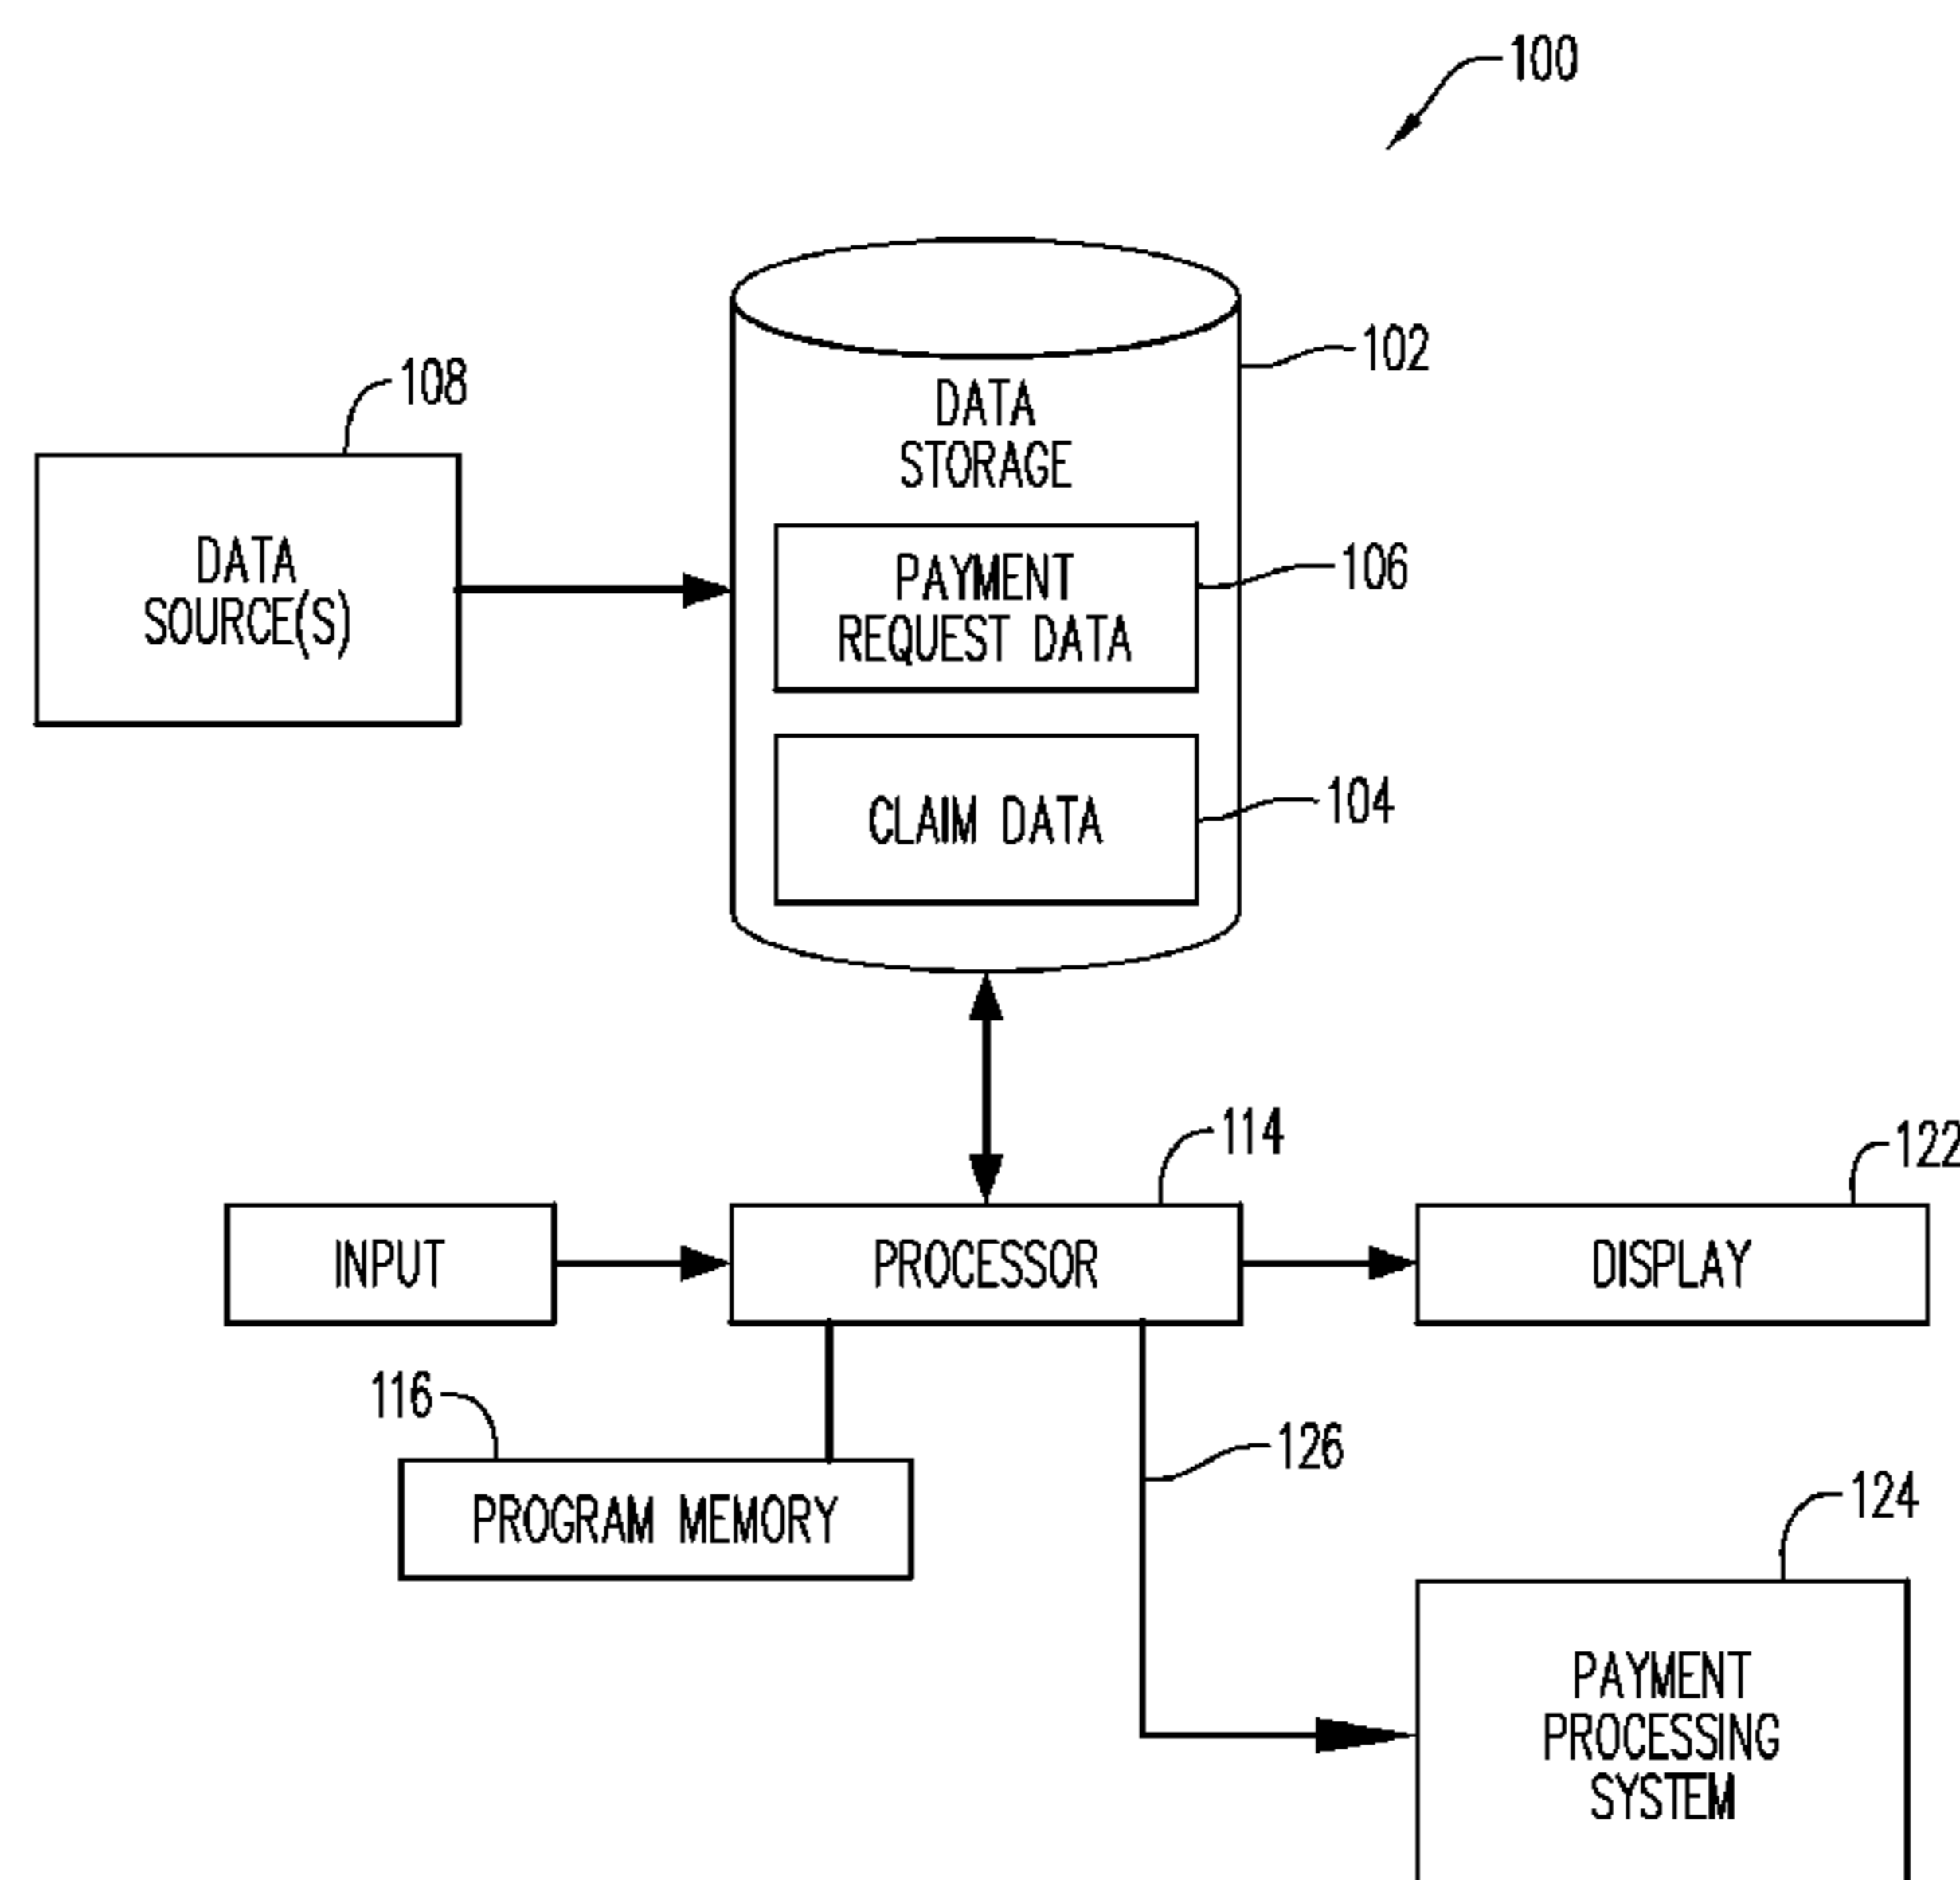 100
102
108
DATA
STORAGE
DATA
SOURCE(S)
PAYMENT
REQUEST DATA
106
CLAIM DATA
104
114
122
INPUT
PROCESSOR
DISPLAY
116
126
PROGRAM MEMORY
124
PAYMENT
PROCESSING
SYSTEM